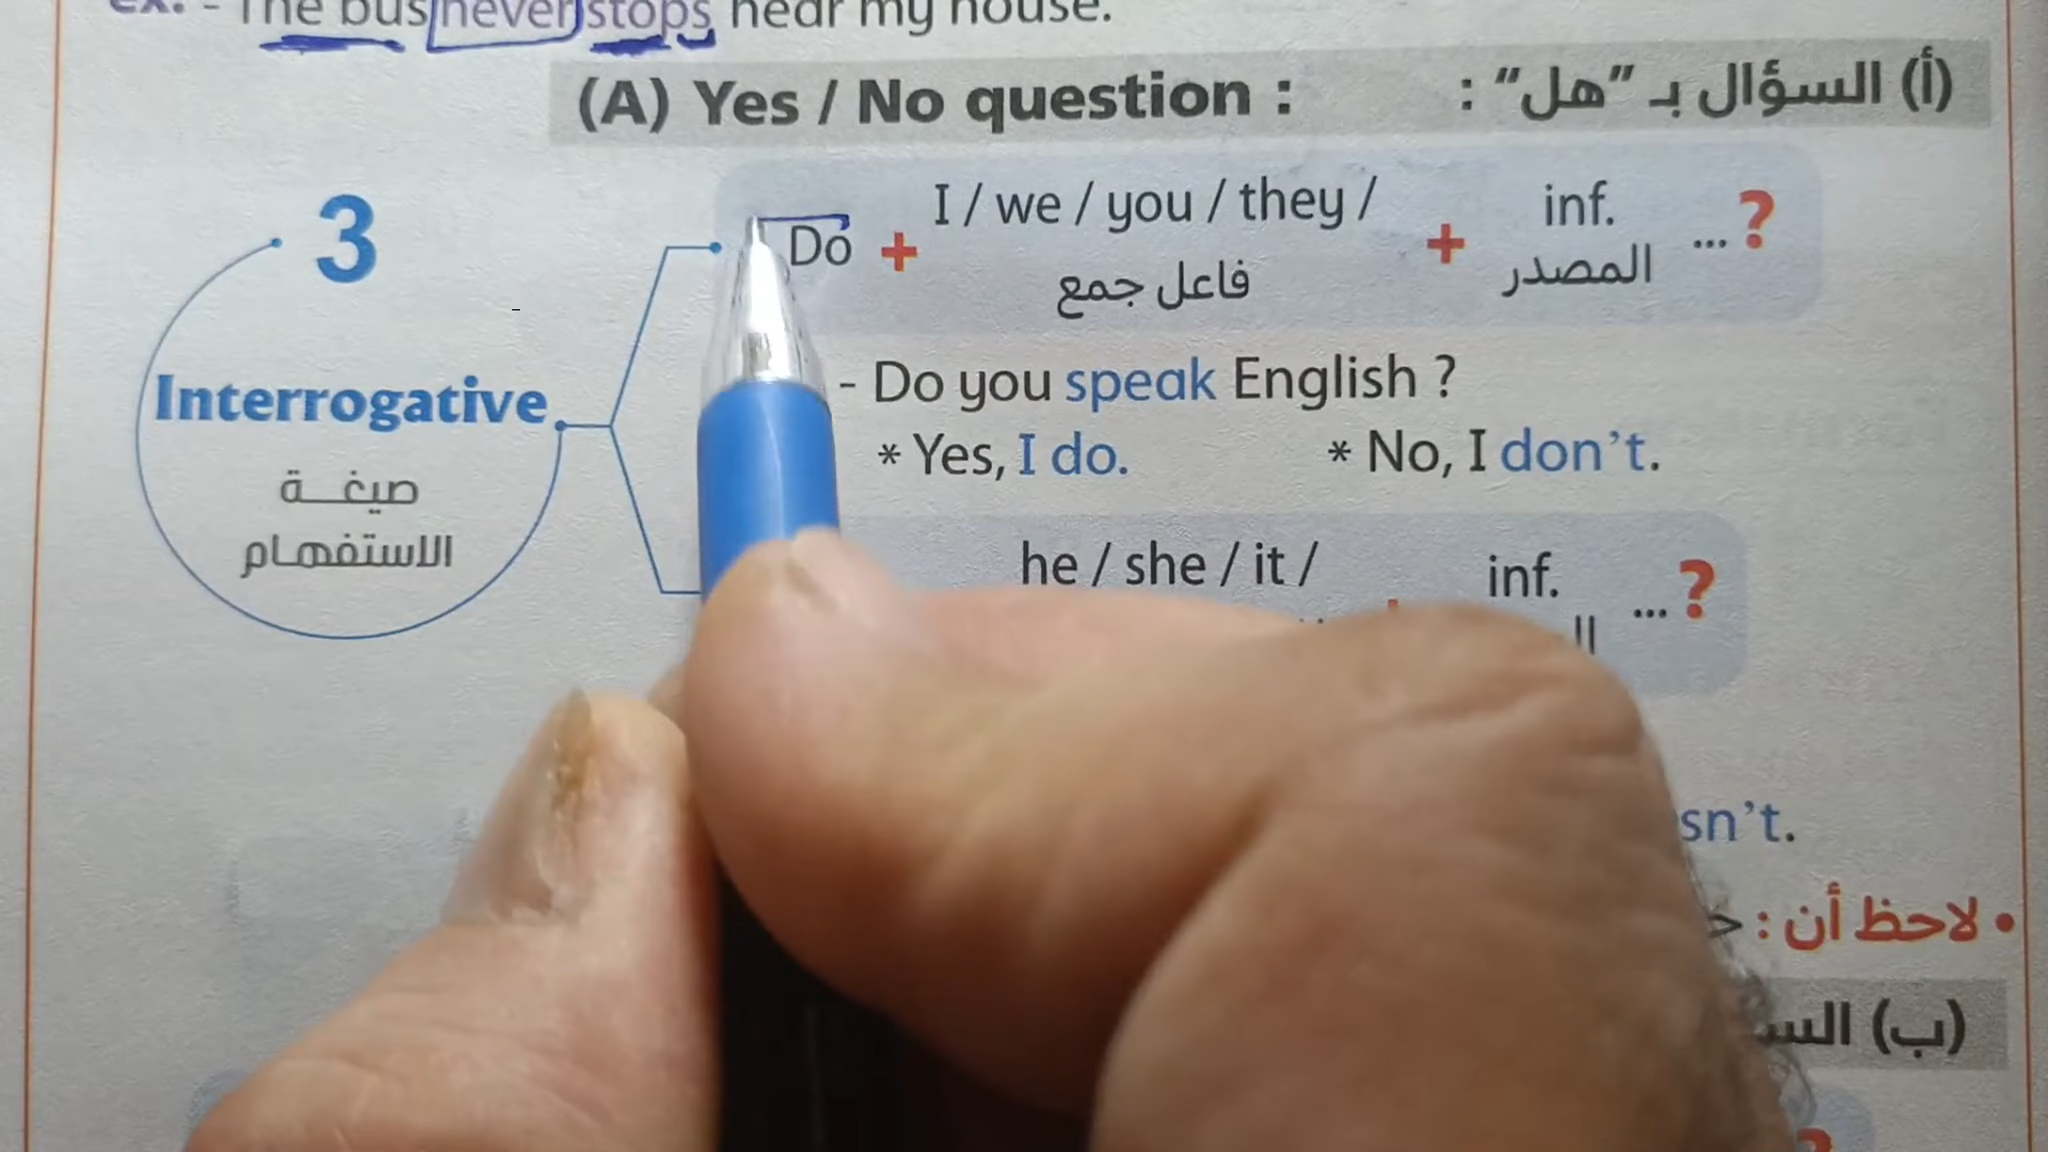 ex. - The bus never stops near my house.
(A) Yes / No question : (أ) السؤال بـ "هل" :
3
Interrogative
صيغـــة
الاستفهـام
Do + I / we / you / they / فاعل جمع + inf. المصدر ... ?
- Do you speak English ?
* Yes, I do. * No, I don't.
he / she / it / inf. ... ?
sn't.
• لاحظ أن :
(ب)